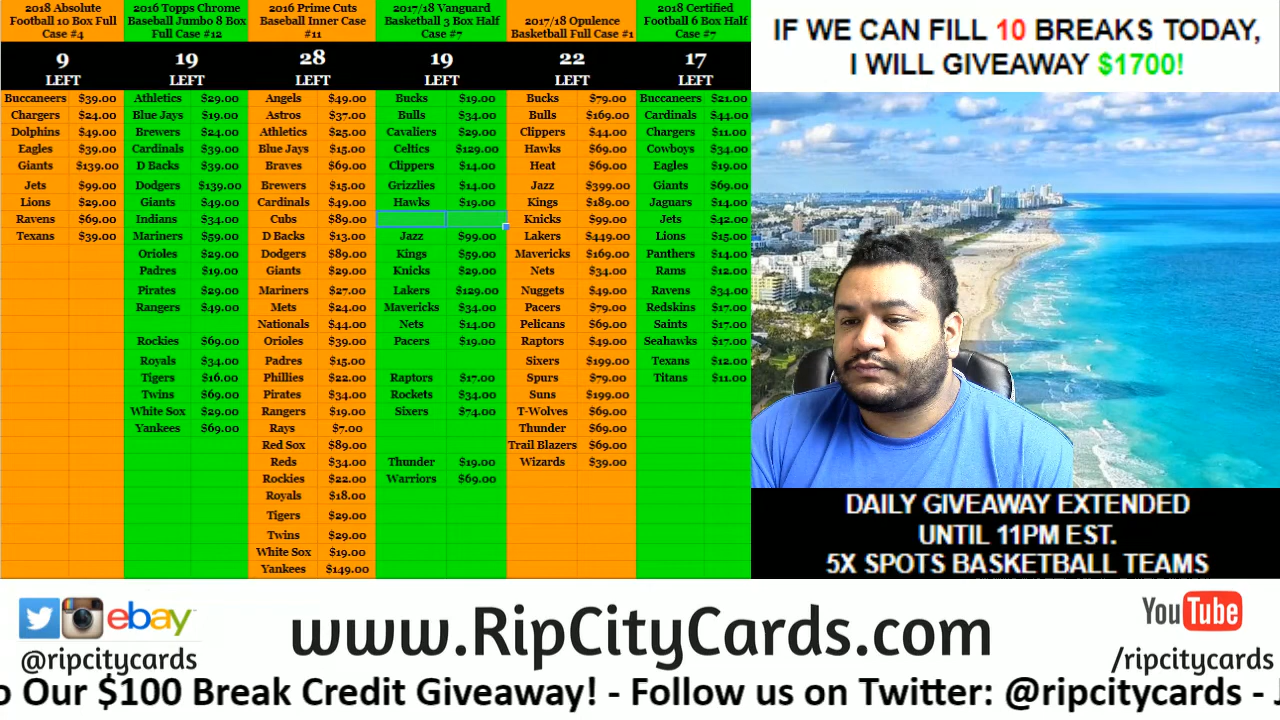 2018 Absolute
Football 10 Box Full
Case #4
9
LEFT
Buccaneers $39.00
Chargers $24.00
Dolphins $49.00
Eagles $39.00
Giants $139.00
Jets $99.00
Lions $29.00
Ravens $69.00
Texans $39.00
2016 Topps Chrome
Baseball Jumbo 8 Box
Full Case #12
19
LEFT
Athletics $29.00
Blue Jays $19.00
Brewers $24.00
Cardinals $39.00
D Backs $39.00
Dodgers $139.00
Giants $49.00
Indians $34.00
Mariners $59.00
Orioles $29.00
Padres $19.00
Pirates $29.00
Rangers $49.00
Rockies $69.00
Royals $34.00
Tigers $16.00
Twins $69.00
White Sox $29.00
Yankees $69.00
2016 Prime Cuts
Baseball Inner Case
#11
28
LEFT
Angels $49.00
Astros $37.00
Athletics $25.00
Blue Jays $15.00
Braves $69.00
Brewers $15.00
Cardinals $49.00
Cubs $89.00
D Backs $13.00
Dodgers $89.00
Giants $29.00
Mariners $27.00
Mets $24.00
Nationals $44.00
Orioles $39.00
Padres $15.00
Phillies $22.00
Pirates $34.00
Rangers $19.00
Rays $7.00
Red Sox $89.00
Reds $34.00
Rockies $22.00
Royals $18.00
Tigers $29.00
Twins $29.00
White Sox $19.00
Yankees $149.00
2017/18 Vanguard
Basketball 3 Box Half
Case #7
19
LEFT
Bucks $19.00
Bulls $34.00
Cavaliers $29.00
Celtics $129.00
Clippers $14.00
Grizzlies $14.00
Hawks $19.00
Jazz $99.00
Kings $59.00
Knicks $29.00
Lakers $129.00
Mavericks $34.00
Nets $14.00
Pacers $19.00
Raptors $17.00
Rockets $34.00
Sixers $74.00
Thunder $19.00
Warriors $69.00
2017/18 Opulence
Basketball Full Case #1
22
LEFT
Bucks $79.00
Bulls $169.00
Clippers $44.00
Hawks $69.00
Heat $69.00
Jazz $399.00
Kings $189.00
Knicks $99.00
Lakers $449.00
Mavericks $169.00
Nets $34.00
Nuggets $49.00
Pacers $79.00
Pelicans $69.00
Raptors $49.00
Sixers $199.00
Spurs $79.00
Suns $199.00
T-Wolves $69.00
Thunder $69.00
Trail Blazers $69.00
Wizards $39.00
2018 Certified
Football 6 Box Half
Case #7
17
LEFT
Buccaneers $21.00
Cardinals $44.00
Chargers $11.00
Cowboys $34.00
Eagles $19.00
Giants $69.00
Jaguars $14.00
Jets $42.00
Lions $15.00
Panthers $14.00
Rams $12.00
Ravens $34.00
Redskins $17.00
Saints $17.00
Seahawks $17.00
Texans $12.00
Titans $11.00
IF WE CAN FILL 10 BREAKS TODAY,
I WILL GIVEAWAY $1700!
DAILY GIVEAWAY EXTENDED
UNTIL 11PM EST.
5X SPOTS BASKETBALL TEAMS
ebay
@ripcitycards
www.RipCityCards.com
YouTube
/ripcitycards
o Our $100 Break Credit Giveaway! - Follow us on Twitter: @ripcitycards - J